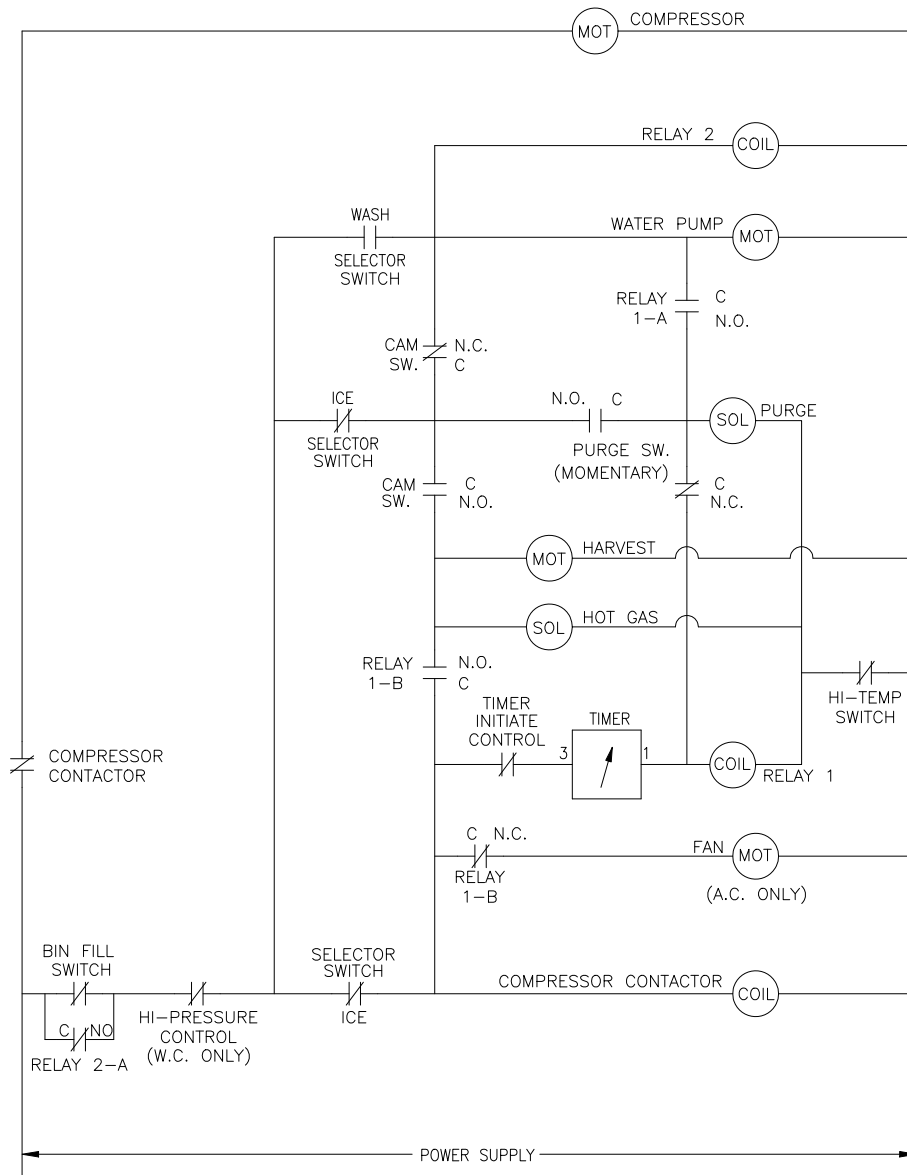 MOT COMPRESSOR
RELAY 2 COIL
WASH
SELECTOR
SWITCH
WATER PUMP MOT
RELAY
1-A
C
N.O.
CAM
SW.
N.C.
C
ICE
SELECTOR
SWITCH
N.O. C
PURGE SW.
(MOMENTARY)
SOL PURGE
CAM
SW.
C
N.O.
C
N.C.
MOT HARVEST
SOL HOT GAS
RELAY
1-B
N.O.
C
HI-TEMP
SWITCH
TIMER
INITIATE
CONTROL
TIMER
3 1
COIL RELAY 1
COMPRESSOR
CONTACTOR
C N.C.
RELAY
1-B
FAN MOT
(A.C. ONLY)
BIN FILL
SWITCH
C NO
RELAY 2-A
HI-PRESSURE
CONTROL
(W.C. ONLY)
SELECTOR
SWITCH
ICE
COMPRESSOR CONTACTOR COIL
POWER SUPPLY